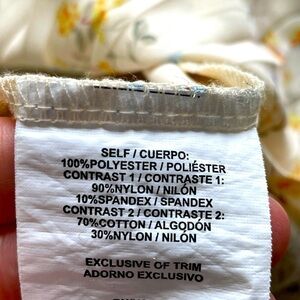 SELF / CUERPO:
100%POLYESTER / POLIÉSTER
CONTRAST 1 / CONTRASTE 1:
90%NYLON / NILÓN
10%SPANDEX / SPANDEX
CONTRAST 2 / CONTRASTE 2:
70%COTTON / ALGODÓN
30%NYLON / NILÓN
EXCLUSIVE OF TRIM
ADORNO EXCLUSIVO